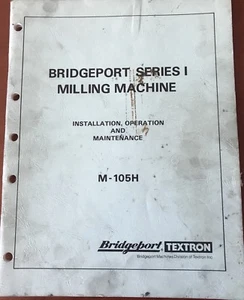 BRIDGEPORT SERIES I
MILLING MACHINE
INSTALLATION, OPERATION
AND
MAINTENANCE
M-105H
Bridgeport TEXTRON
Bridgeport Machines Division of Textron Inc.